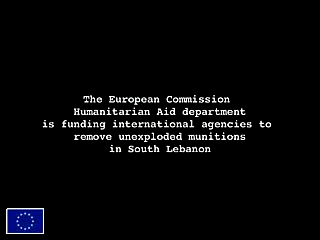 The European Commission
Humanitarian Aid department
is funding international agencies to
remove unexploded munitions
in South Lebanon